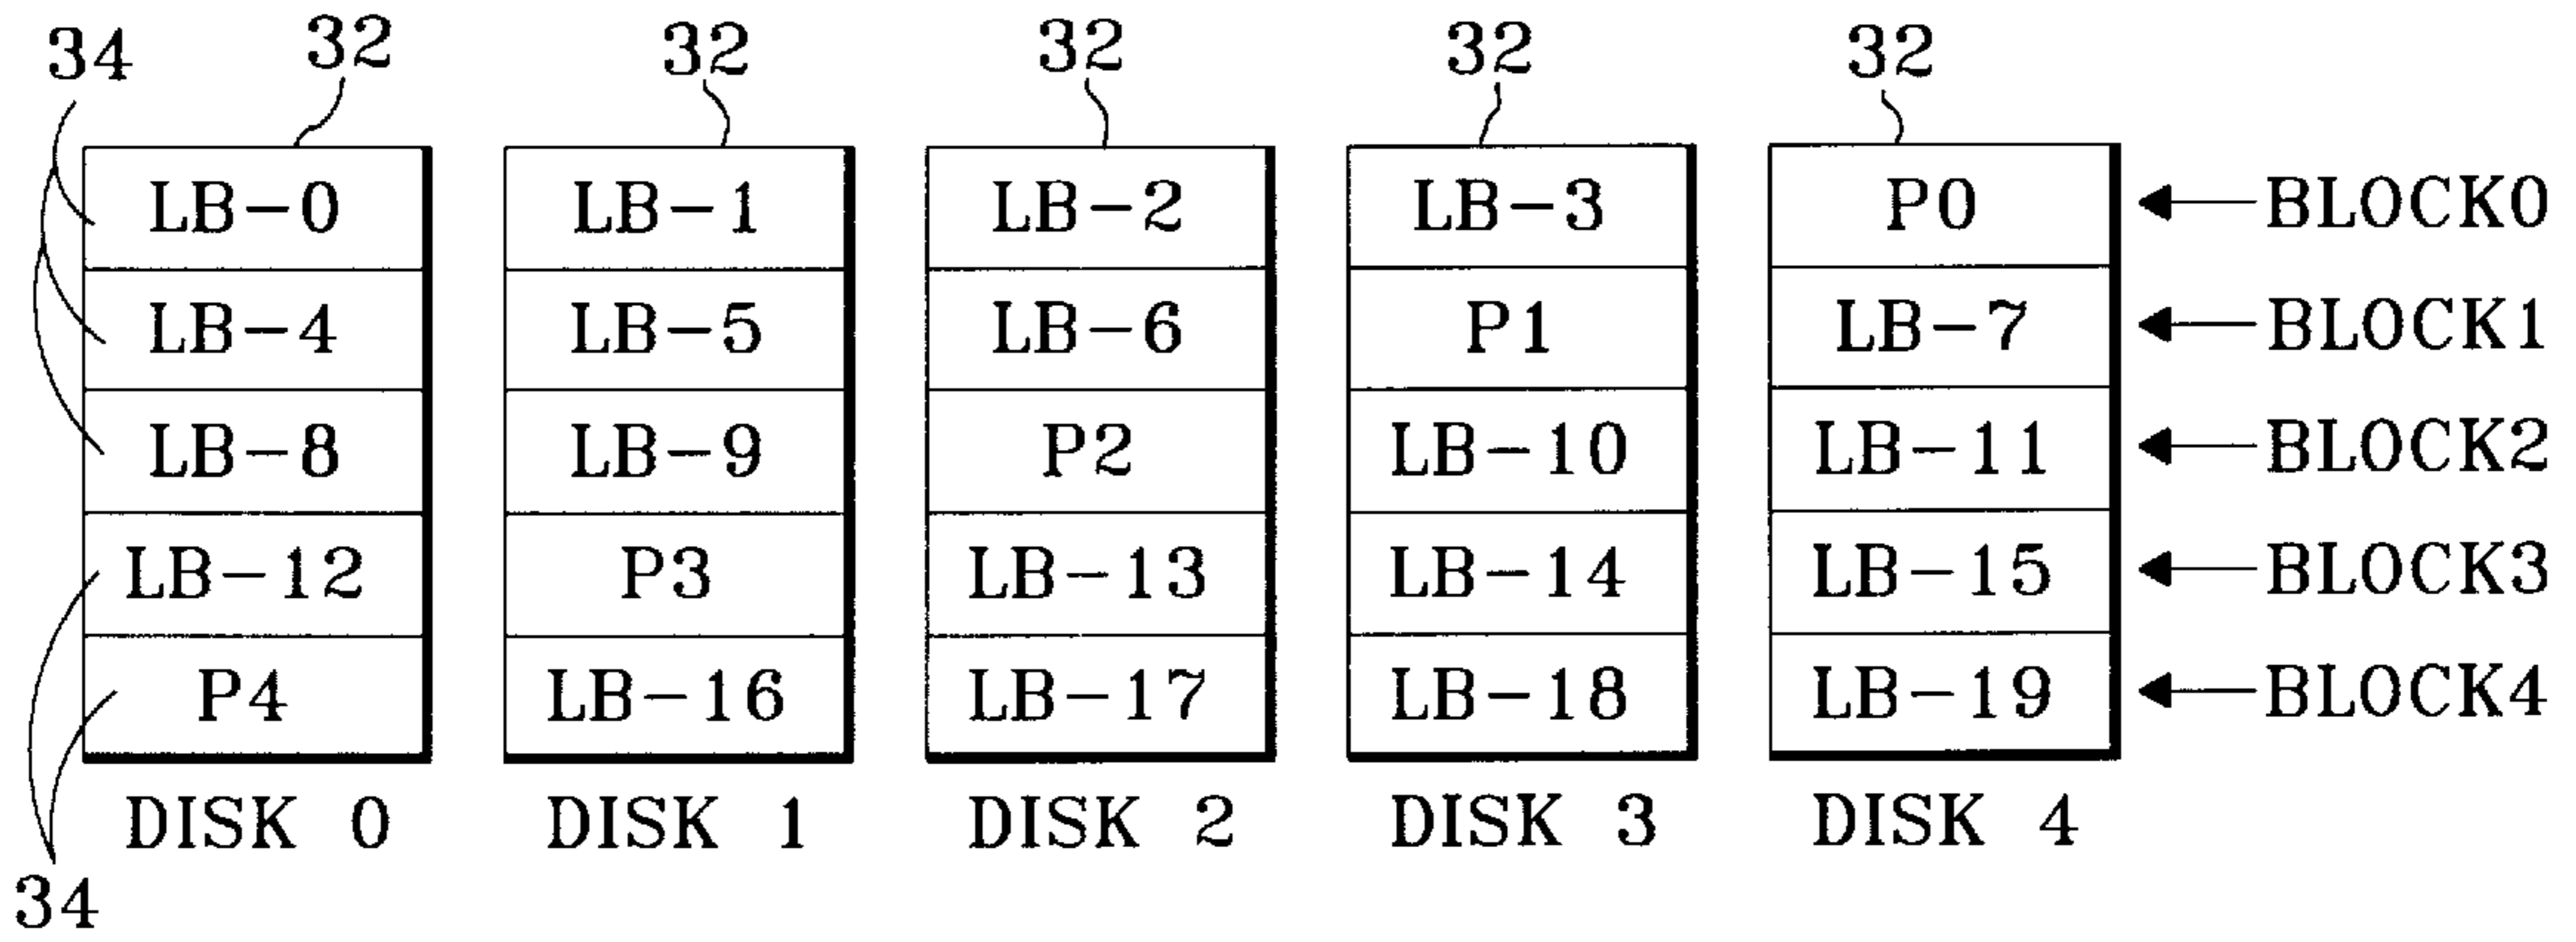 34 32 32 32 32 32
LB-0 LB-1 LB-2 LB-3 P0 BLOCK0
LB-4 LB-5 LB-6 P1 LB-7 BLOCK1
LB-8 LB-9 P2 LB-10 LB-11 BLOCK2
LB-12 P3 LB-13 LB-14 LB-15 BLOCK3
P4 LB-16 LB-17 LB-18 LB-19 BLOCK4
DISK 0 DISK 1 DISK 2 DISK 3 DISK 4
34